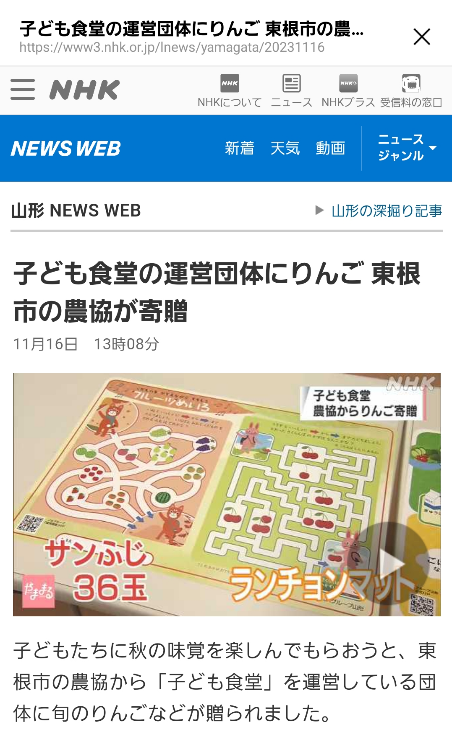 子ども食堂の運営団体にりんご 東根市の農...
https://www3.nhk.or.jp/lnews/yamagata/20231116
NHK
NHKについて
ニュース
NHKプラス
受信料の窓口
NEWS WEB
新着
天気
動画
ニュース
ジャンル
山形 NEWS WEB
山形の深掘り記事
子ども食堂の運営団体にりんご 東根
市の農協が寄贈
11月16日 13時08分
NHK
子ども食堂
農協からりんご寄贈
フルーツめいろ
サンふじ
36玉
やままる
ランチョンマット
子どもたちに秋の味覚を楽しんでもらおうと、東
根市の農協から「子ども食堂」を運営している団
体に旬のりんごなどが贈られました。